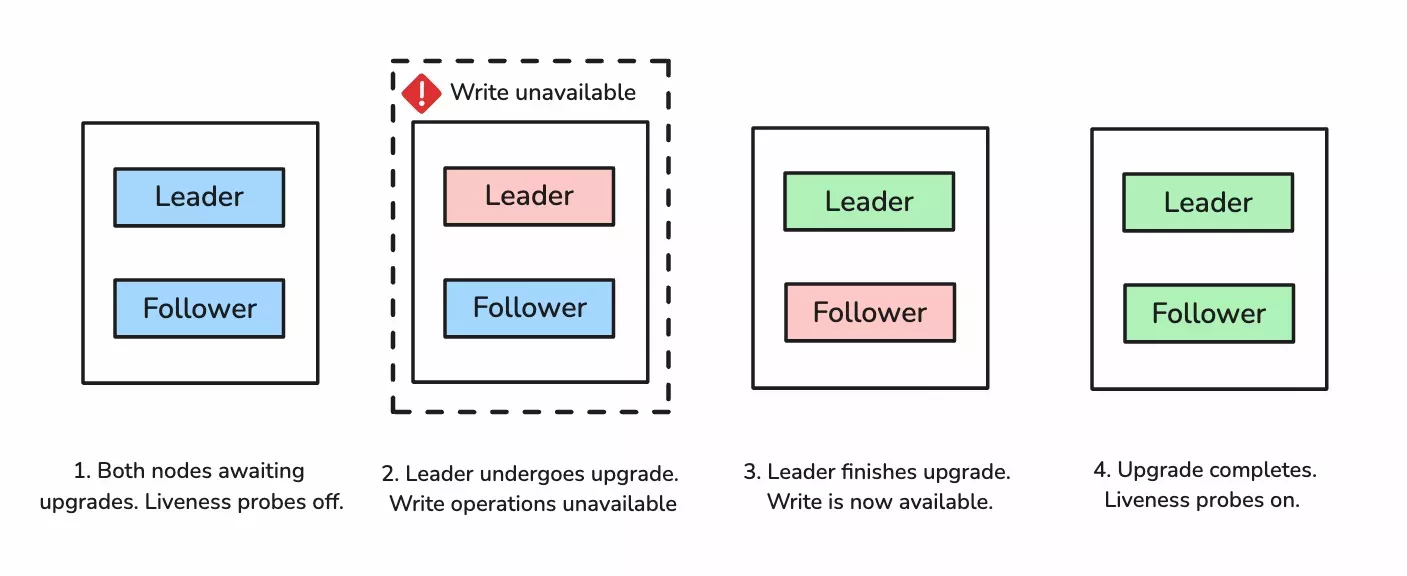 Write unavailable
Leader
Follower
Leader
Follower
Leader
Follower
Leader
Follower
1. Both nodes awaiting
upgrades. Liveness probes off.
2. Leader undergoes upgrade.
Write operations unavailable
3. Leader finishes upgrade.
Write is now available.
4. Upgrade completes.
Liveness probes on.